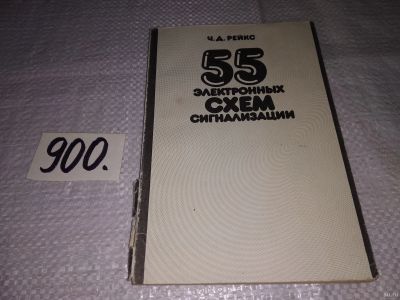 Ч.Д. РЕЙКС
55
ЭЛЕКТРОННЫХ
СХЕМ
СИГНАЛИЗАЦИИ
900.